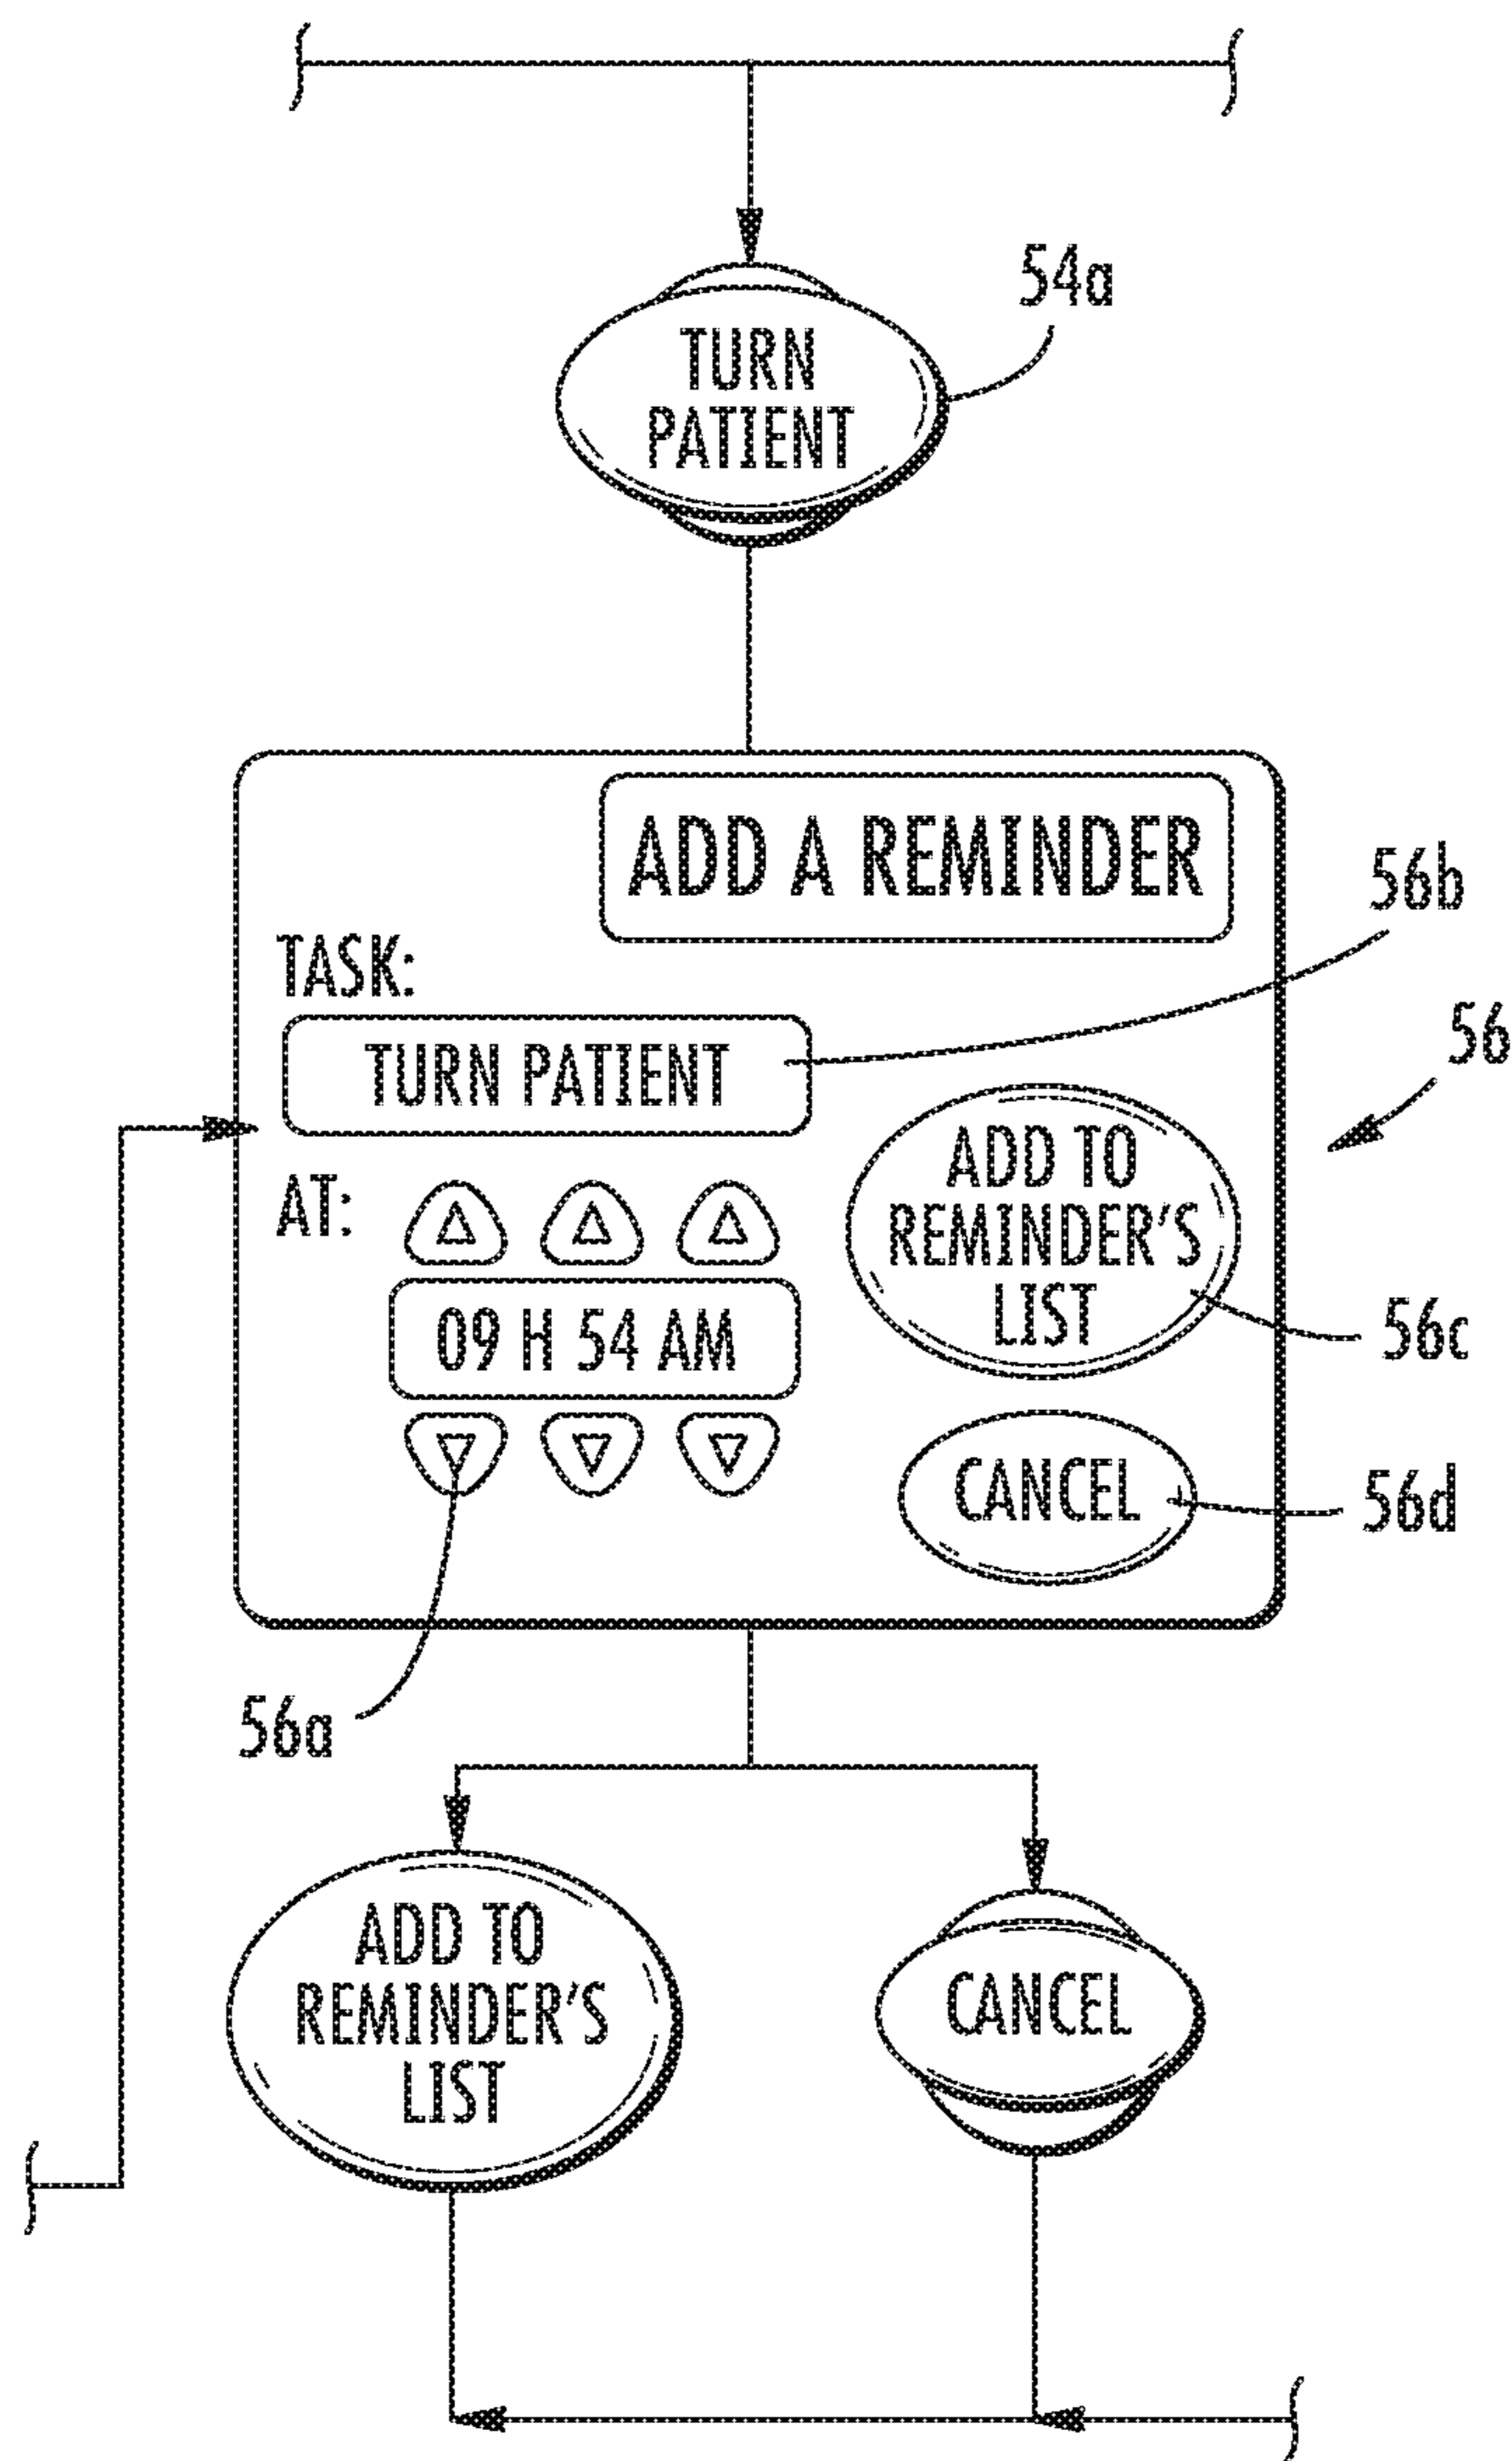 54a
TURN
PATIENT
ADD A REMINDER
56b
TASK:
56
TURN PATIENT
ADD TO
REMINDER'S
LIST
AT:
56c
09 H 54 AM
CANCEL
56d
56a
ADD TO
REMINDER'S
LIST
CANCEL